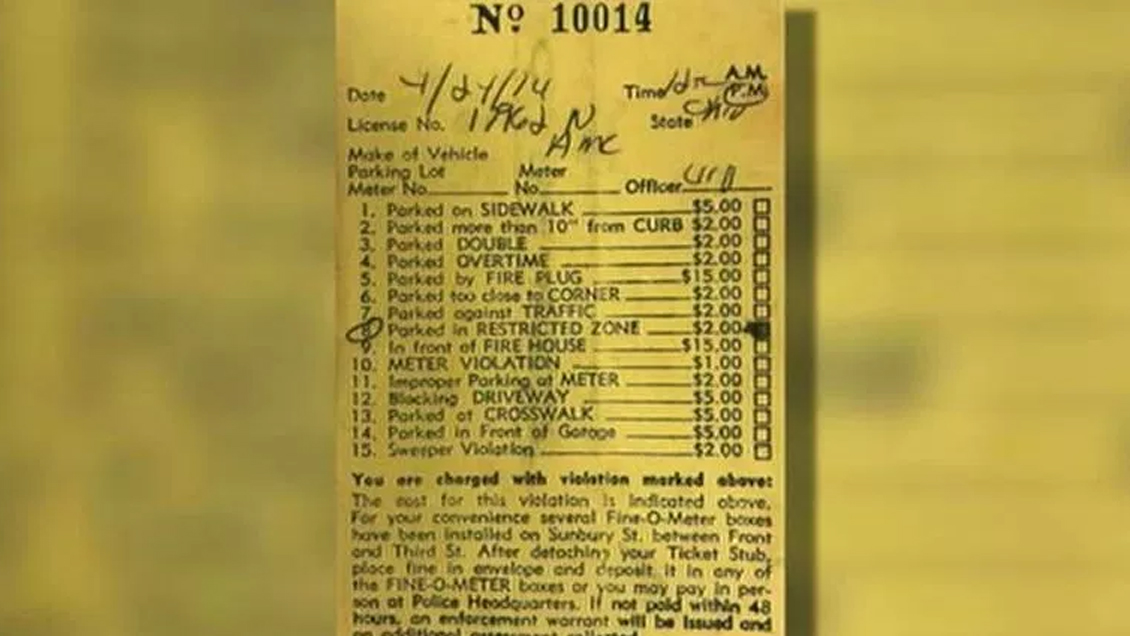 Nº 10014
Date 4/24/74 Time A.M.
P.M.
License No. 1962 N State Ohio
Make of Vehicle AMC
Parking Lot Meter
Meter No. No. Officer
1. Parked on SIDEWALK $5.00
2. Parked more than 10" from CURB $2.00
3. Parked DOUBLE $2.00
4. Parked OVERTIME $2.00
5. Parked by FIRE PLUG $15.00
6. Parked too close to CORNER $2.00
7. Parked against TRAFFIC $2.00
8. Parked in RESTRICTED ZONE $2.00
9. In front of FIRE HOUSE $15.00
10. METER VIOLATION $1.00
11. Improper Parking at METER $2.00
12. Blocking DRIVEWAY $5.00
13. Parked at CROSSWALK $5.00
14. Parked in Front of Garage $5.00
15. Sweeper Violation $2.00
You are charged with violation marked above:
The cost for this violation is indicated above.
For your convenience several Fine-O-Meter boxes
have been installed on Sunbury St. between Front
and Third St. After detaching your Ticket Stub,
place fine in envelope and deposit it in any of
the FINE-O-METER boxes or you may pay in per-
son at Police Headquarters. If not paid within 48
hours, an enforcement warrant will be issued and
an additional assessment collected.